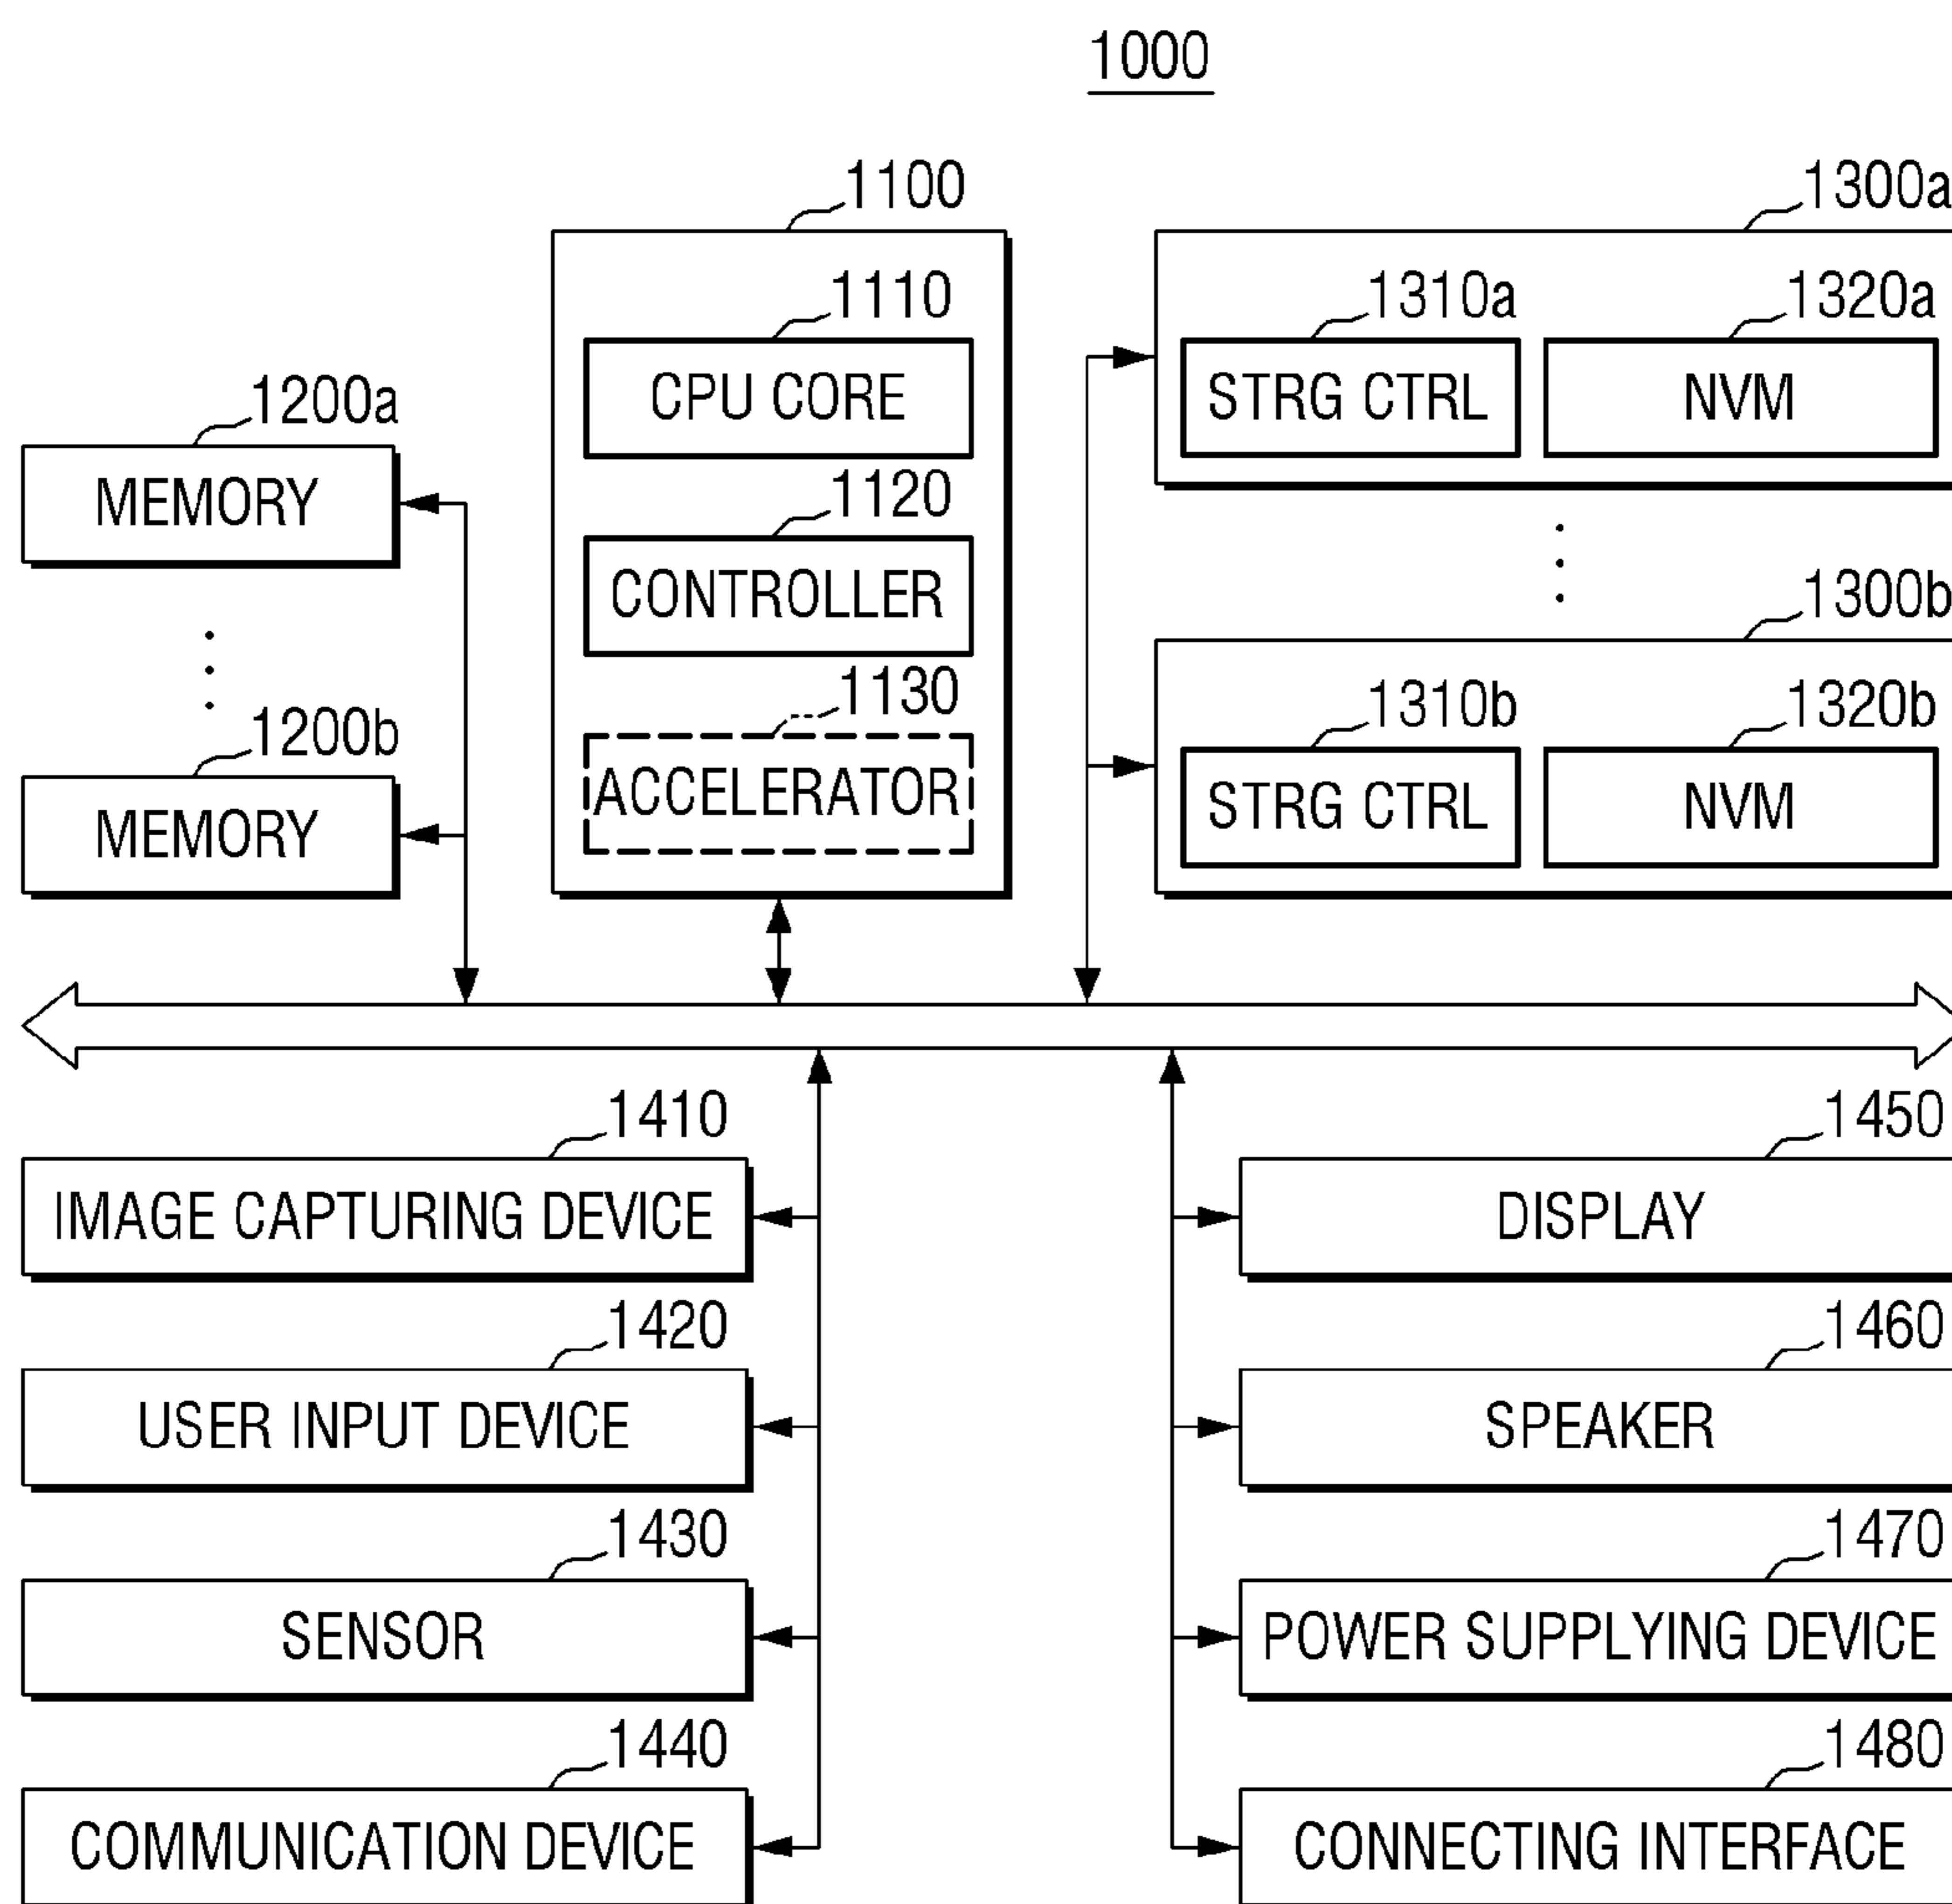 1000
1100
1300a
1110
1310a
1320a
CPU CORE
STRG CTRL
NVM
1200a
MEMORY
1120
CONTROLLER
1300b
1130
1310b
1320b
1200b
ACCELERATOR
STRG CTRL
NVM
MEMORY
1410
1450
IMAGE CAPTURING DEVICE
DISPLAY
1420
1460
USER INPUT DEVICE
SPEAKER
1430
1470
SENSOR
POWER SUPPLYING DEVICE
1440
1480
COMMUNICATION DEVICE
CONNECTING INTERFACE